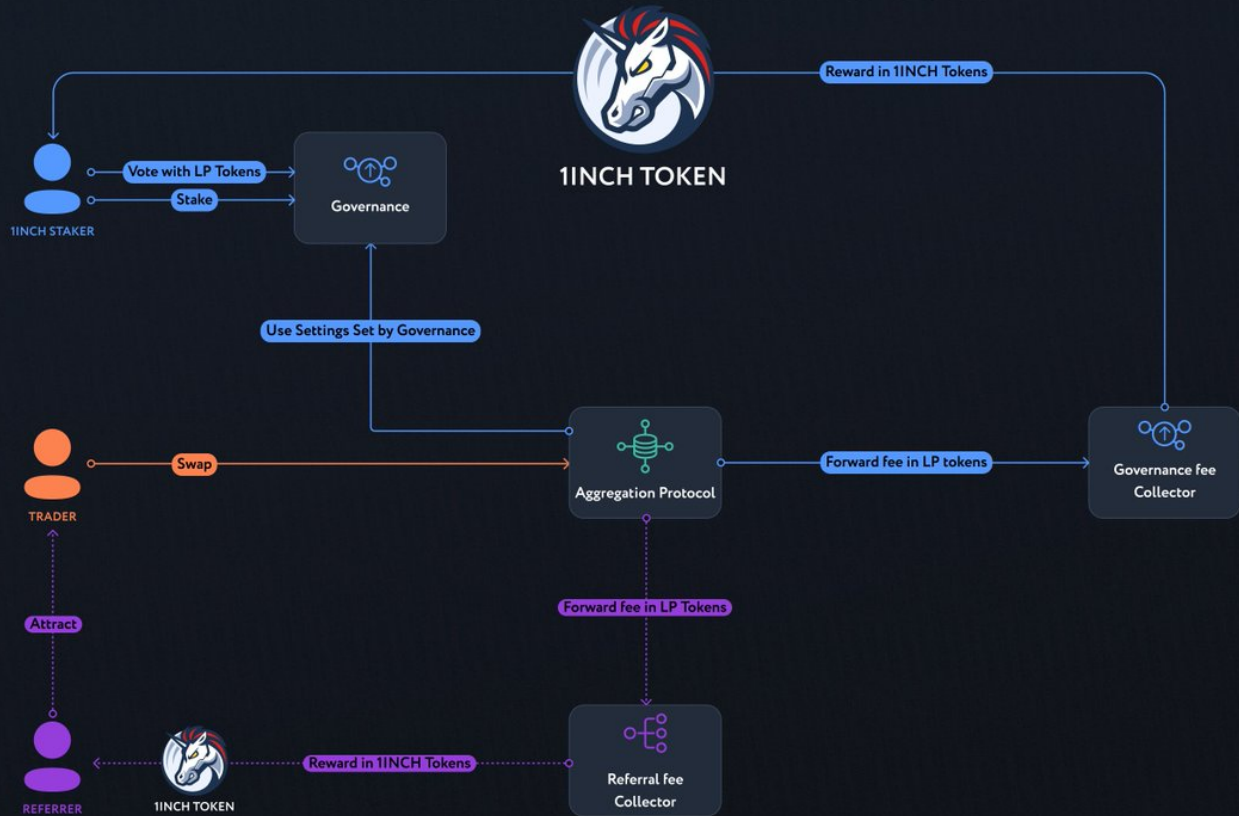 Reward in 1INCH Tokens
1INCH TOKEN
Vote with LP Tokens
Stake
1INCH STAKER
Governance
Use Settings Set by Governance
Swap
TRADER
Aggregation Protocol
Forward fee in LP tokens
Governance fee
Collector
Forward fee in LP Tokens
Attract
REFERRER
1INCH TOKEN
Reward in 1INCH Tokens
Referral fee
Collector